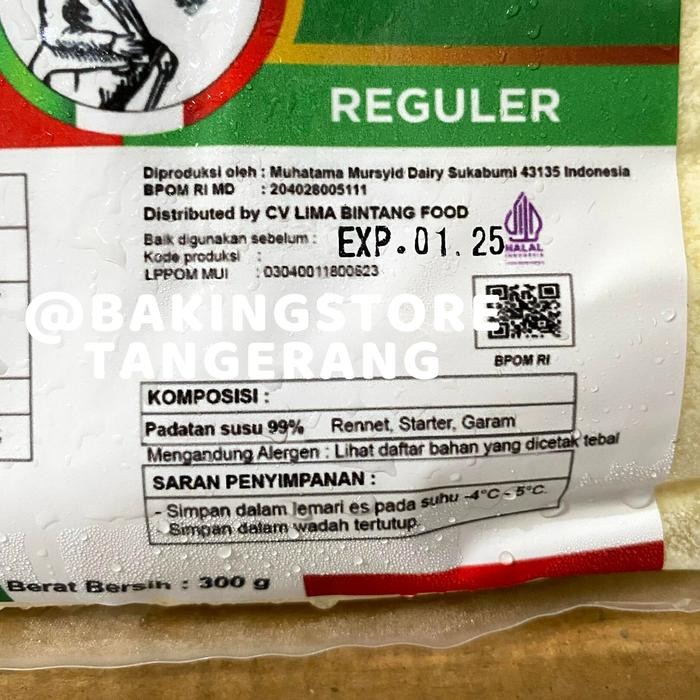 REGULER
Diproduksi oleh : Muhatama Mursyid Dairy Sukabumi 43135 Indonesia
BPOM RI MD : 204028005111
Distributed by CV LIMA BINTANG FOOD
Baik digunakan sebelum : EXP.01.25
Kode produksi :
LPPOM MUI : 03040011800623
HALAL
INDONESIA
@BAKINGSTORE
TANGERANG
BPOM RI
KOMPOSISI :
Padatan susu 99% Rennet, Starter, Garam
Mengandung Alergen : Lihat daftar bahan yang dicetak tebal
SARAN PENYIMPANAN :
- Simpan dalam lemari es pada suhu -4°C - 5°C.
- Simpan dalam wadah tertutup.
Berat Bersih : 300 g